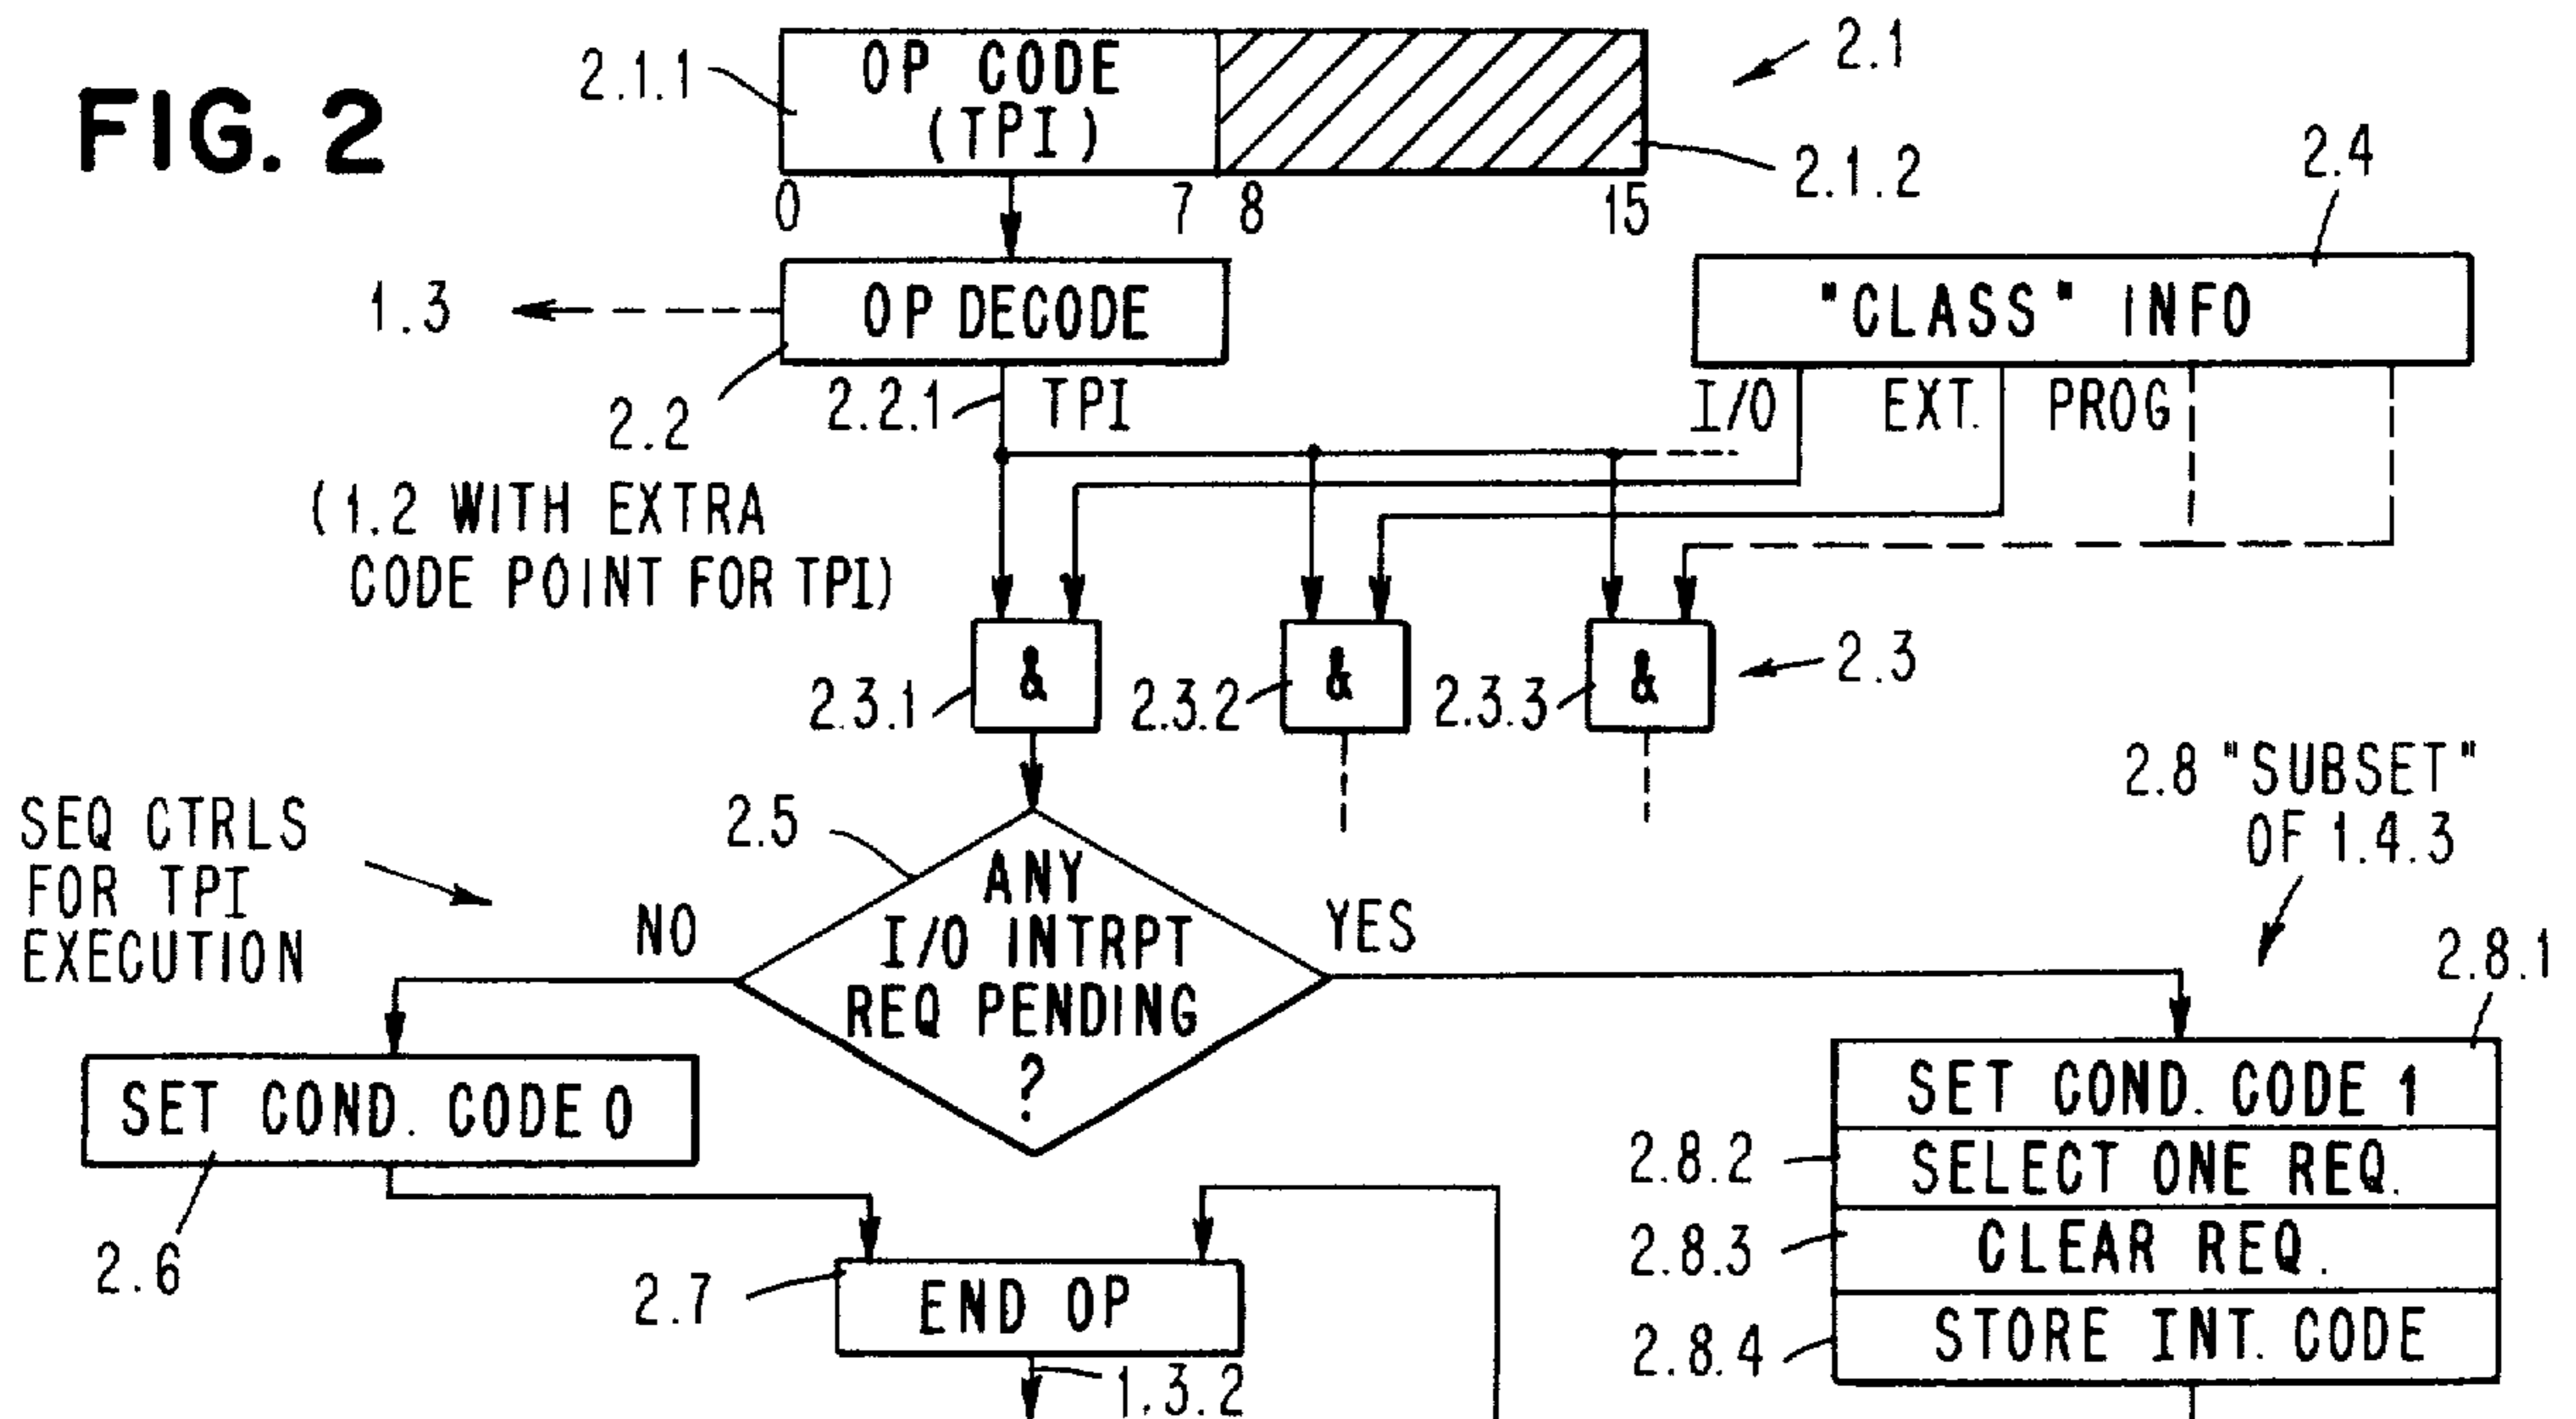 FIG. 2
2.1.1
OP CODE
(TPI)
2.1
2.1.2
0 7 8 15
2.4
1.3
OP DECODE
"CLASS" INFO
2.2
2.2.1
TPI
I/O
EXT.
PROG
(1.2 WITH EXTRA
CODE POINT FOR TPI)
2.3.1
&
2.3.2
&
2.3.3
&
2.3
2.8 "SUBSET"
OF 1.4.3
SEQ CTRLS
FOR TPI
EXECUTION
2.5
ANY
I/O INTRPT
REQ PENDING
?
NO
YES
2.8.1
SET COND. CODE 0
SET COND. CODE 1
2.8.2
SELECT ONE REQ.
2.6
2.8.3
CLEAR REQ.
2.7
END OP
2.8.4
STORE INT. CODE
1.3.2